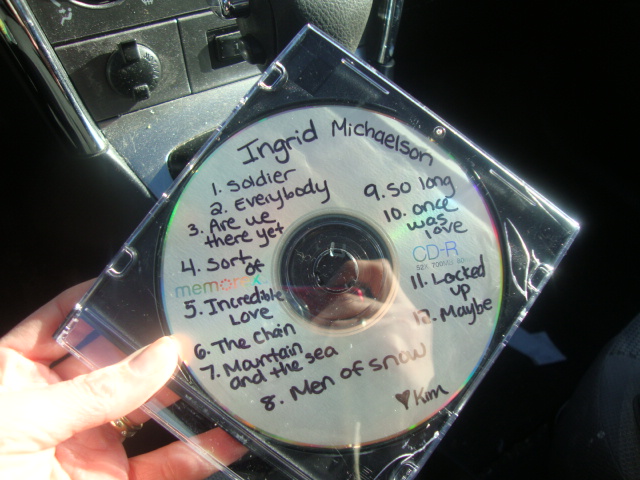 Ingrid Michaelson
1. Soldier
2. Everybody
3. Are we
there yet
4. Sort
of
memorex
5. Incredible
Love
6. The Chain
7. Mountain
and the sea
8. Men of snow
9. So long
10. once
was
love
CD-R
11. Locked
up
12. Maybe
♥Kim